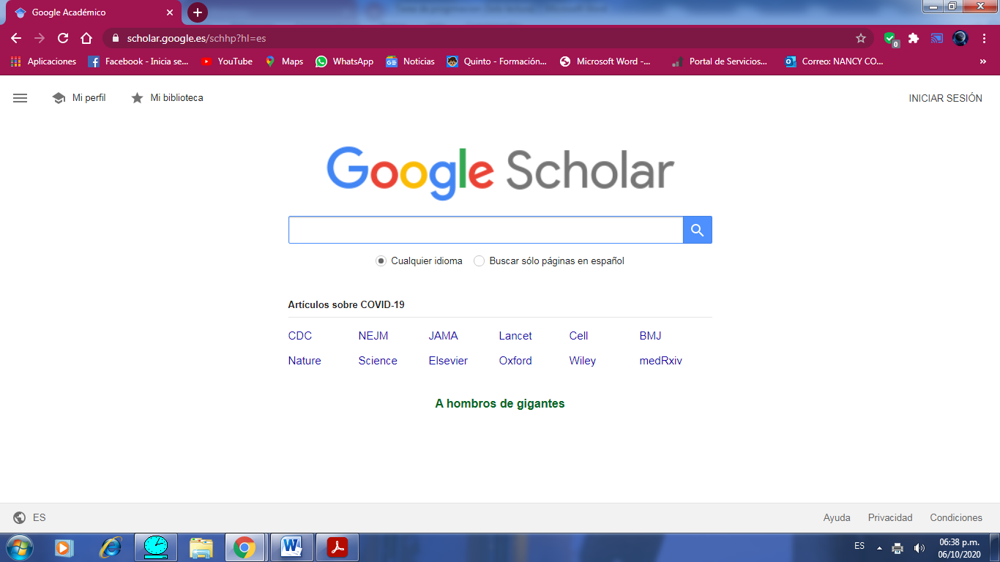 Google Académico
scholar.google.es/schhp?hl=es
0
Aplicaciones Facebook - Inicia se... YouTube Maps WhatsApp Noticias Quinto - Formación... Microsoft Word -... Portal de Servicios... Correo: NANCY CO... »
Mi perfil Mi biblioteca INICIAR SESIÓN
Google Scholar
Cualquier idioma Buscar sólo páginas en español
Artículos sobre COVID-19
CDC NEJM JAMA Lancet Cell BMJ
Nature Science Elsevier Oxford Wiley medRxiv
A hombros de gigantes
ES Ayuda Privacidad Condiciones
ES 06:38 p.m.
06/10/2020